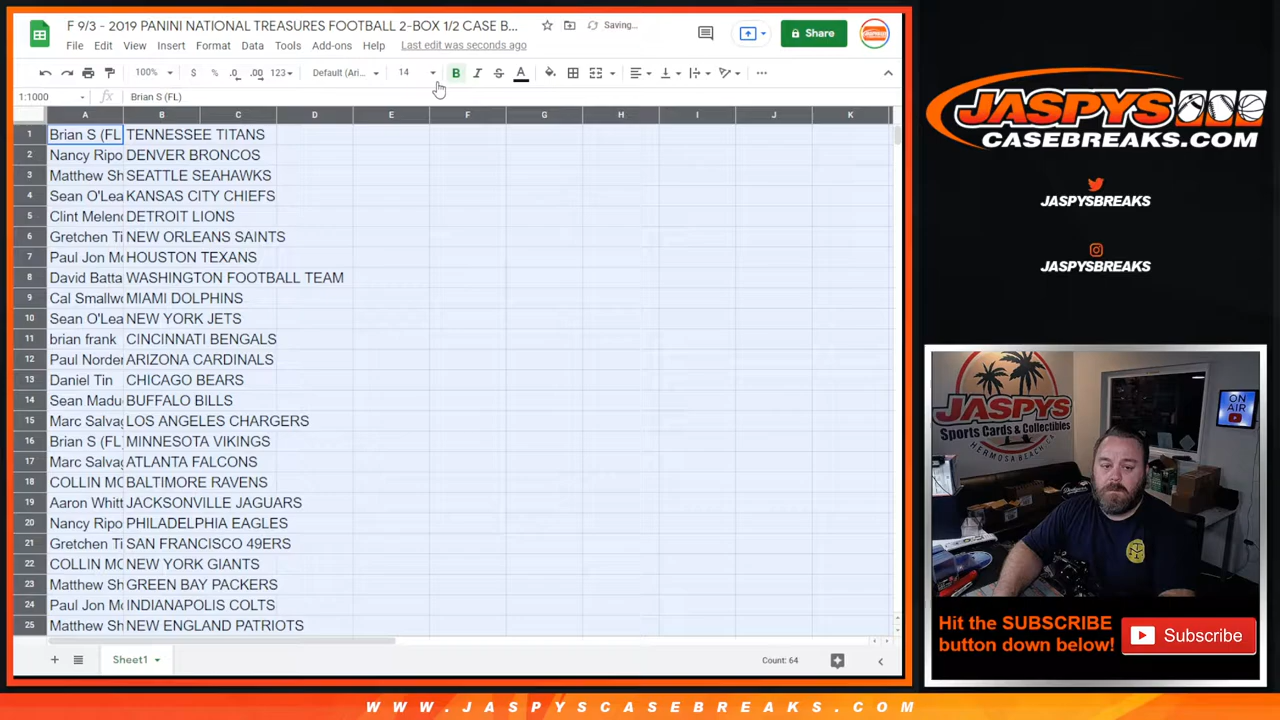 F 9/3 - 2019 PANINI NATIONAL TREASURES FOOTBALL 2-BOX 1/2 CASE B...
Saving...
File Edit View Insert Format Data Tools Add-ons Help Last edit was seconds ago
Share
100% $ % .0 .00 123 Default (Ari... 14 B I S A
1:1000 fx Brian S (FL)
A B C D E F G H I J K
1 Brian S (FL TENNESSEE TITANS
2 Nancy Ripo DENVER BRONCOS
3 Matthew Sh SEATTLE SEAHAWKS
4 Sean O'Lea KANSAS CITY CHIEFS
5 Clint Melend DETROIT LIONS
6 Gretchen Ti NEW ORLEANS SAINTS
7 Paul Jon Mc HOUSTON TEXANS
8 David Batta WASHINGTON FOOTBALL TEAM
9 Cal Smallwo MIAMI DOLPHINS
10 Sean O'Lea NEW YORK JETS
11 brian frank CINCINNATI BENGALS
12 Paul Norder ARIZONA CARDINALS
13 Daniel Tin CHICAGO BEARS
14 Sean Madu BUFFALO BILLS
15 Marc Salvag LOS ANGELES CHARGERS
16 Brian S (FL) MINNESOTA VIKINGS
17 Marc Salvag ATLANTA FALCONS
18 COLLIN MC BALTIMORE RAVENS
19 Aaron Whitt JACKSONVILLE JAGUARS
20 Nancy Ripo PHILADELPHIA EAGLES
21 Gretchen Ti SAN FRANCISCO 49ERS
22 COLLIN MC NEW YORK GIANTS
23 Matthew Sh GREEN BAY PACKERS
24 Paul Jon Mc INDIANAPOLIS COLTS
25 Matthew Sh NEW ENGLAND PATRIOTS
Sheet1
Count: 64
JASPYS
CASEBREAKS.COM
JASPYSBREAKS
JASPYSBREAKS
JASPYS
Sports Cards & Collectibles
HERMOSA BEACH, CA
ON
AIR
Hit the SUBSCRIBE
button down below!
Subscribe
WWW.JASPYSCASEBREAKS.COM